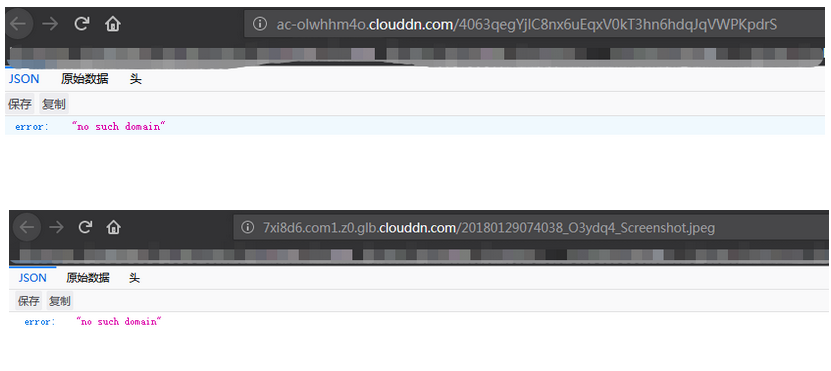 ac-olwhhm4o.clouddn.com/4063qegYjlC8nx6uEqxV0kT3hn6hdqJqVWPKpdrS
JSON 原始数据 头
保存 复制
error: "no such domain"
7xi8d6.com1.z0.glb.clouddn.com/20180129074038_O3ydq4_Screenshot.jpeg
JSON 原始数据 头
保存 复制
error: "no such domain"